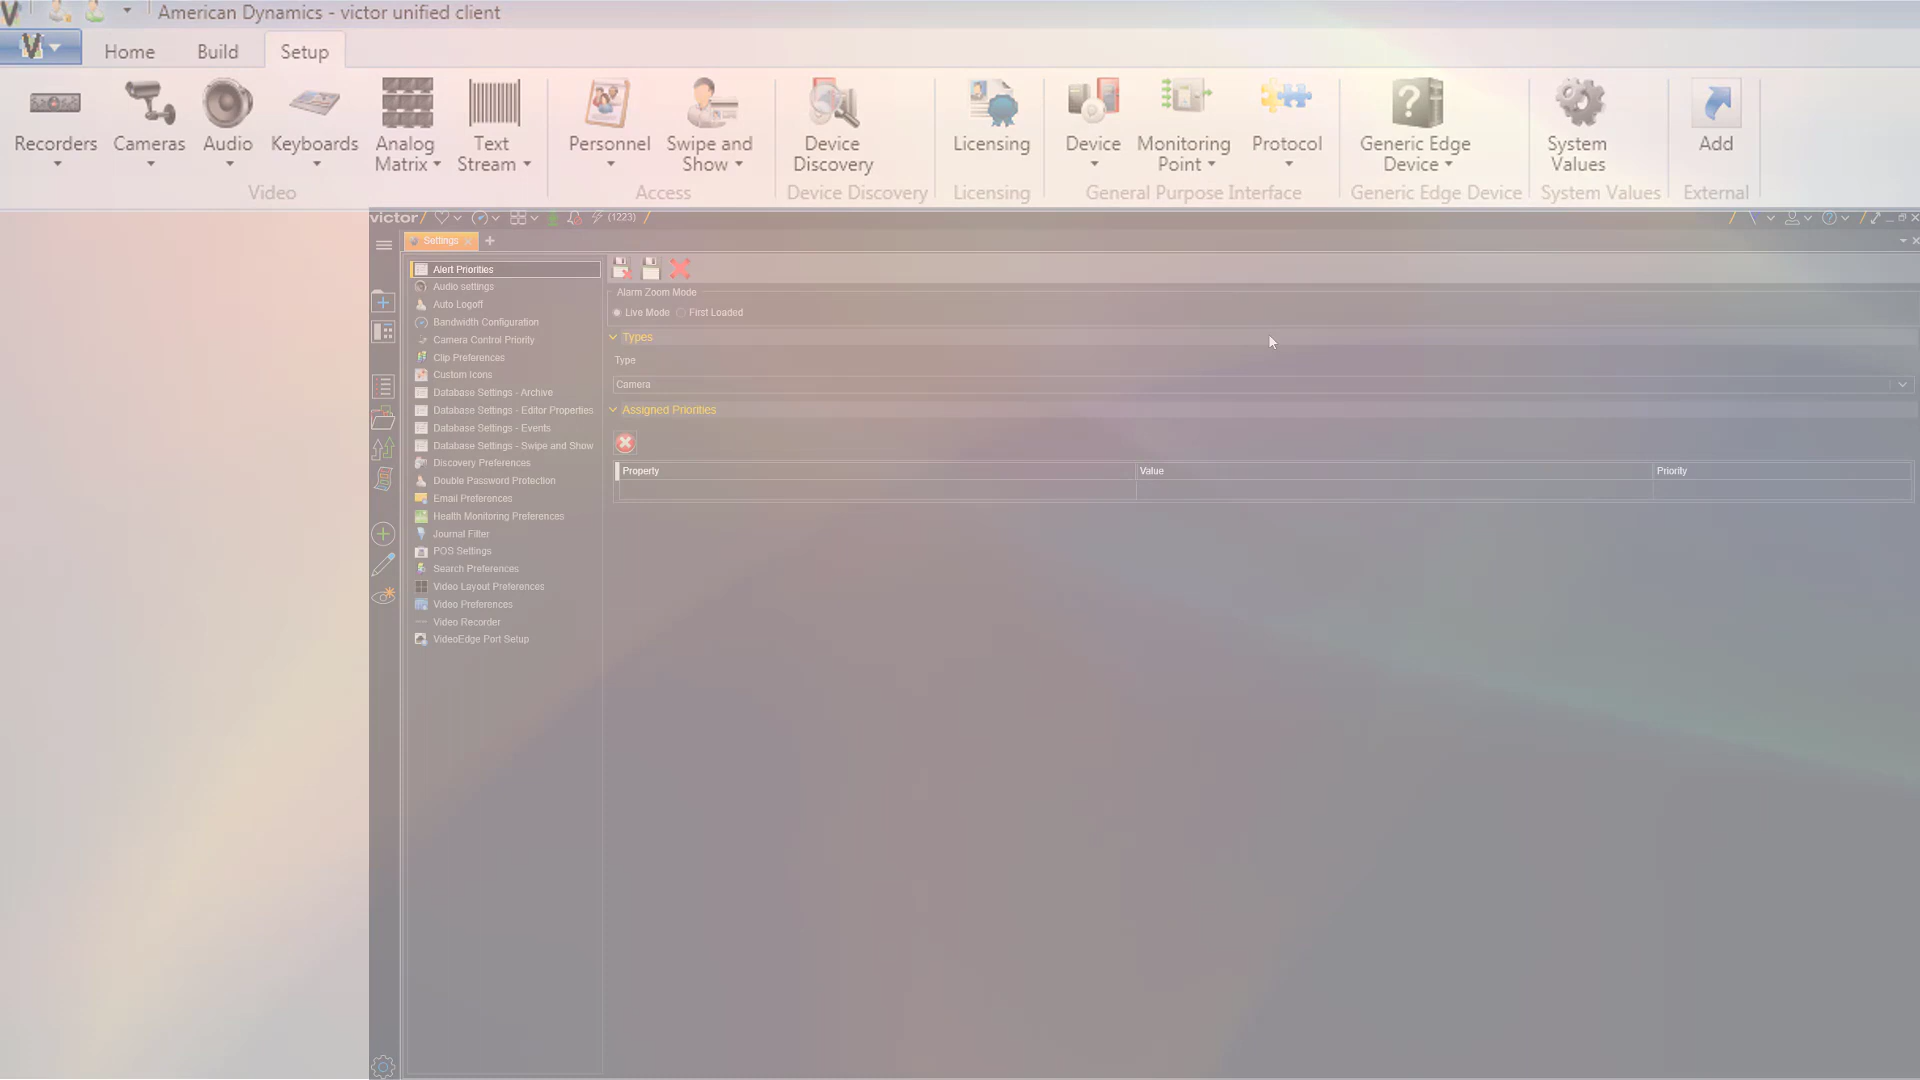 American Dynamics - victor unified client
Home
Build
Setup
Recorders
Cameras
Audio
Keyboards
Analog
Matrix
Text
Stream
Video
Personnel
Swipe and
Show
Access
Device
Discovery
Device Discovery
Licensing
Licensing
Device
Monitoring
Point
Protocol
General Purpose Interface
Generic Edge
Device
Generic Edge Device
System
Values
System Values
Add
External
victor
(1223)
Settings
Alert Priorities
Audio settings
Auto Logoff
Bandwidth Configuration
Camera Control Priority
Clip Preferences
Custom Icons
Database Settings - Archive
Database Settings - Editor Properties
Database Settings - Events
Database Settings - Swipe and Show
Discovery Preferences
Double Password Protection
Email Preferences
Health Monitoring Preferences
Journal Filter
POS Settings
Search Preferences
Video Layout Preferences
Video Preferences
Video Recorder
VideoEdge Port Setup
Alarm Zoom Mode
Live Mode First Loaded
Types
Type
Camera
Assigned Priorities
Property Value Priority